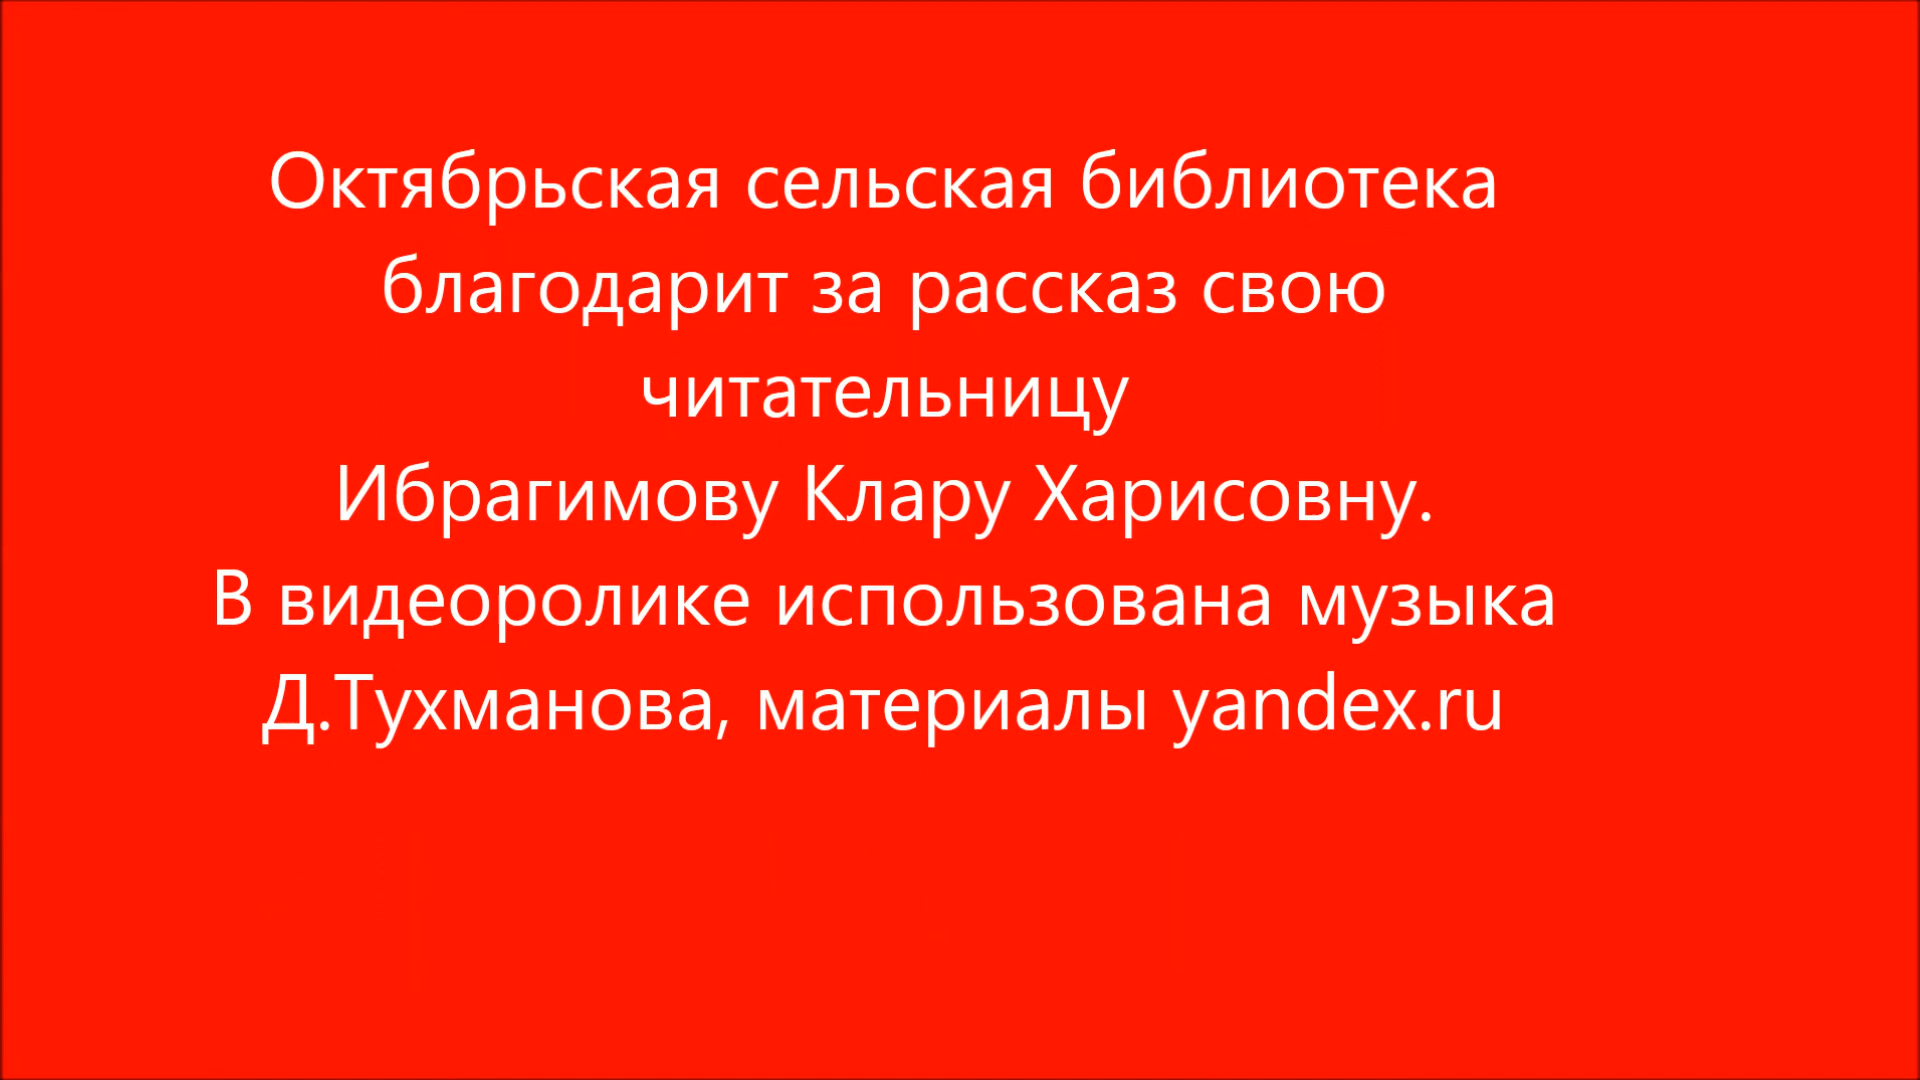 Октябрьская сельская библиотека
благодарит за рассказ свою
читательницу
Ибрагимову Клару Харисовну.
В видеоролике использована музыка
Д.Тухманова, материалы yandex.ru